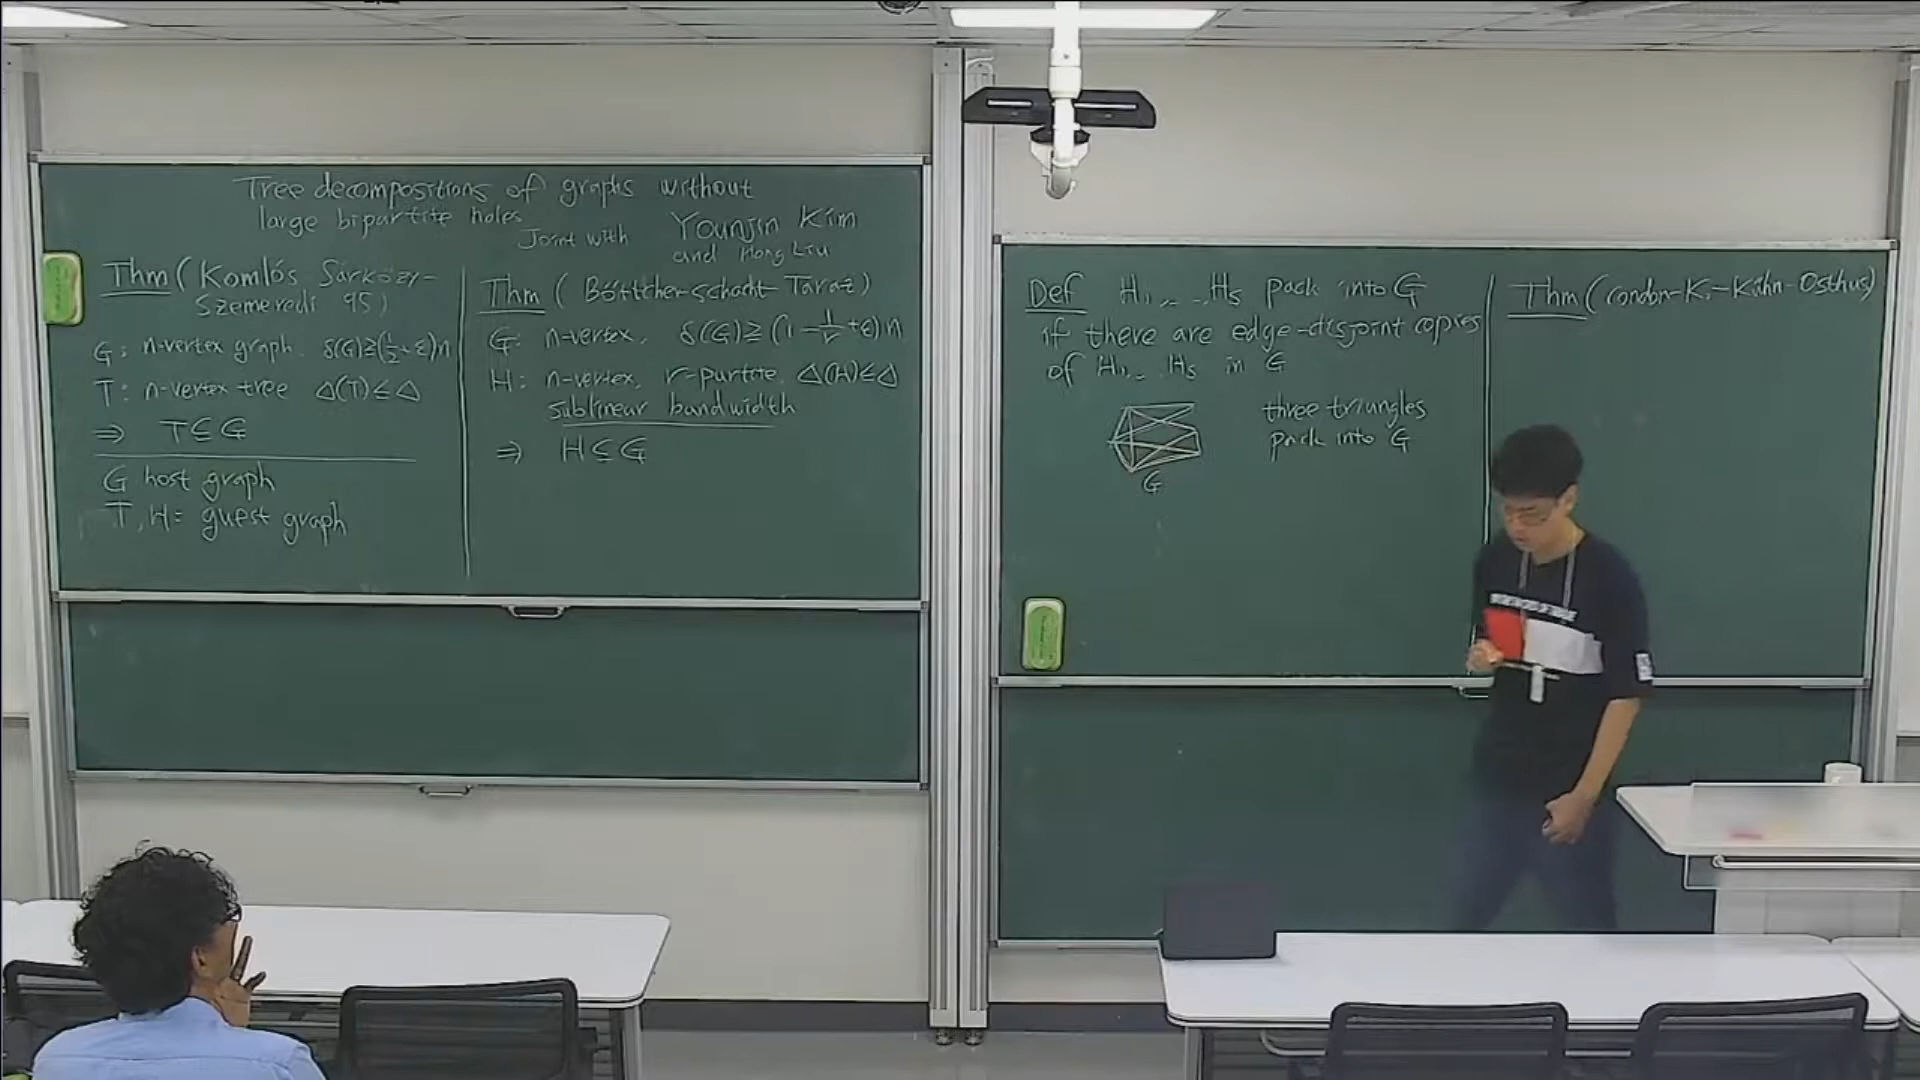 Tree decompositions of graphs without
large bipartite holes
Joint with Younjin Kim
and Hong Liu
Thm (Komlós Sárközy-
Szemeredi 95)
G: n-vertex graph. δ(G)≥(1/2+ε)n
T: n-vertex tree Δ(T)≤Δ
⇒ T⊆G
G host graph
T, H = guest graph
Thm (Böttcher-Schacht-Taraz)
G: n-vertex, δ(G)≥(1-1/r+ε)n
H: n-vertex, r-partite, Δ(H)≤Δ
sublinear bandwidth
⇒ H⊆G
Def H1, ..., Hs pack into G
if there are edge-disjoint copies
of H1, .. Hs in G
three triangles
pack into G
G
Thm (Condon-K.-Kühn-Osthus)